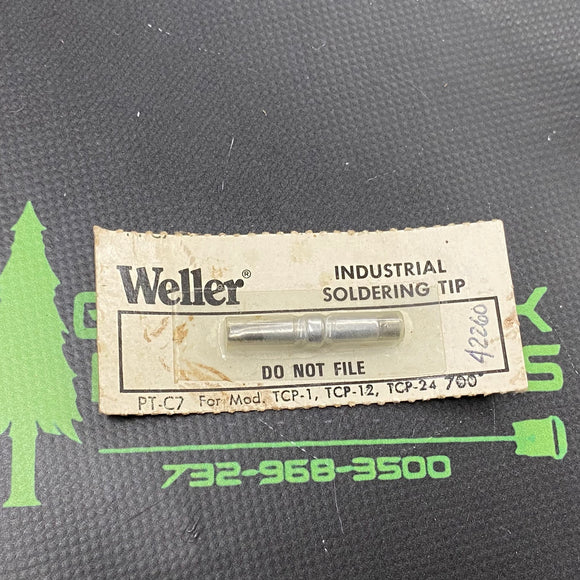 Weller®
INDUSTRIAL
SOLDERING TIP
DO NOT FILE
PT-C7 For Mod. TCP-1, TCP-12, TCP-24 700°
42260
732-968-3500